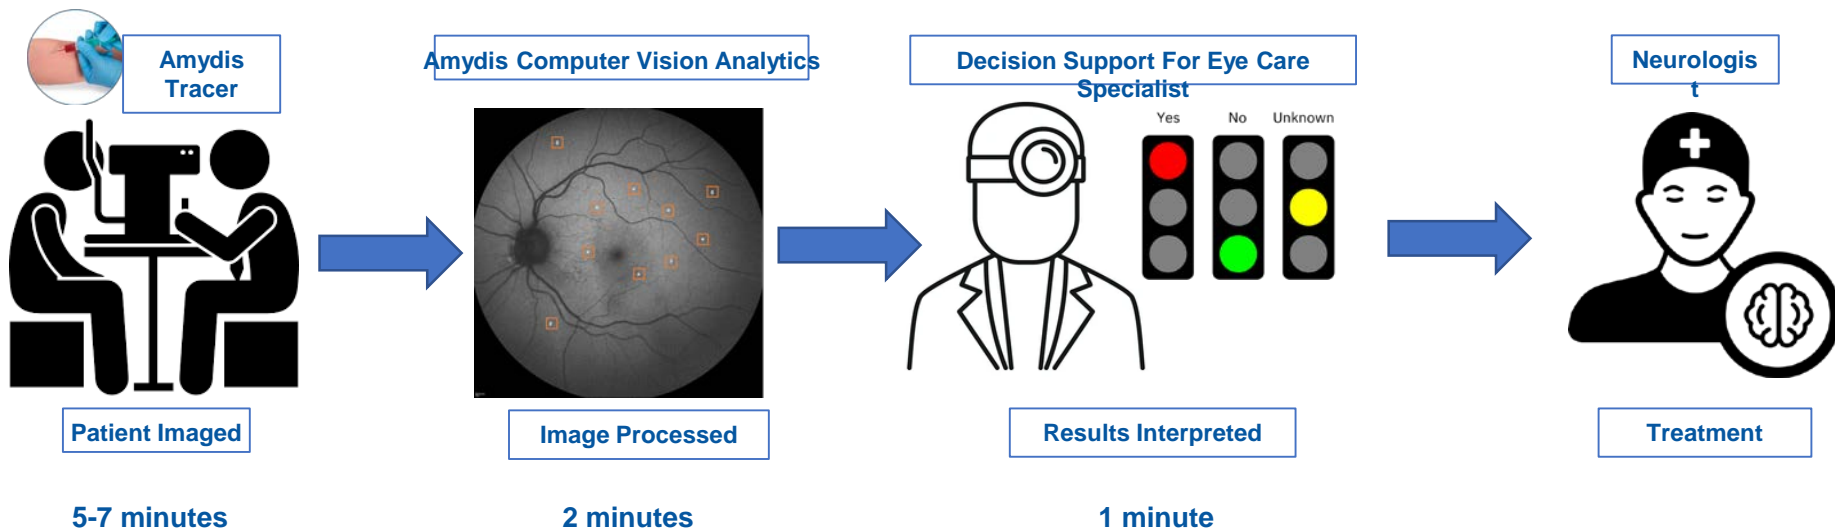 Amydis
Tracer
Amydis Computer Vision Analytics
Decision Support For Eye Care
Specialist
Neurologis
t
Yes
No
Unknown
Patient Imaged
Image Processed
Results Interpreted
Treatment
5-7 minutes
2 minutes
1 minute